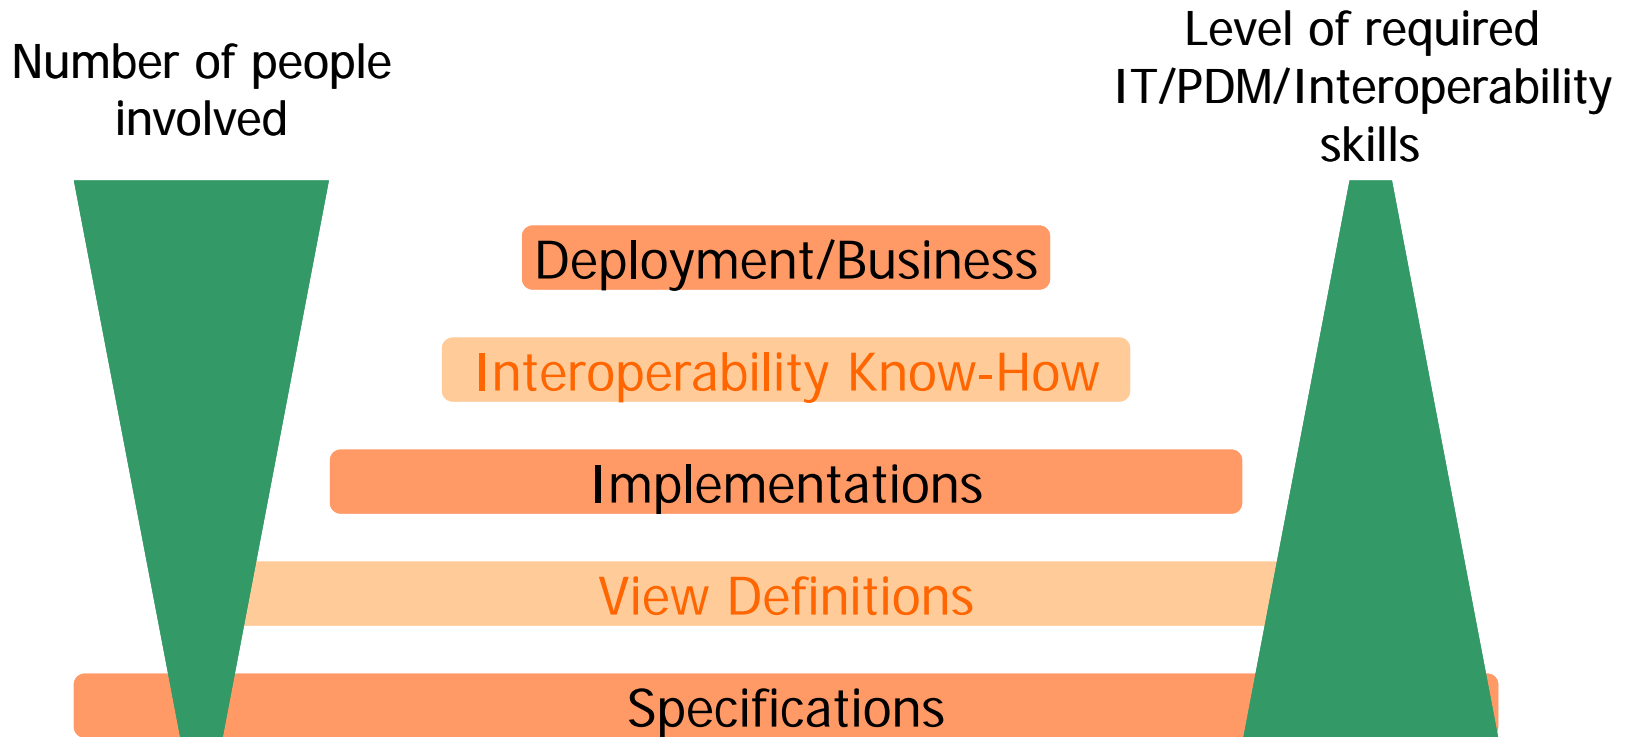 Number of people
involved
Level of required
IT/PDM/Interoperability
skills
Deployment/Business
Interoperability Know-How
Implementations
View Definitions
Specifications